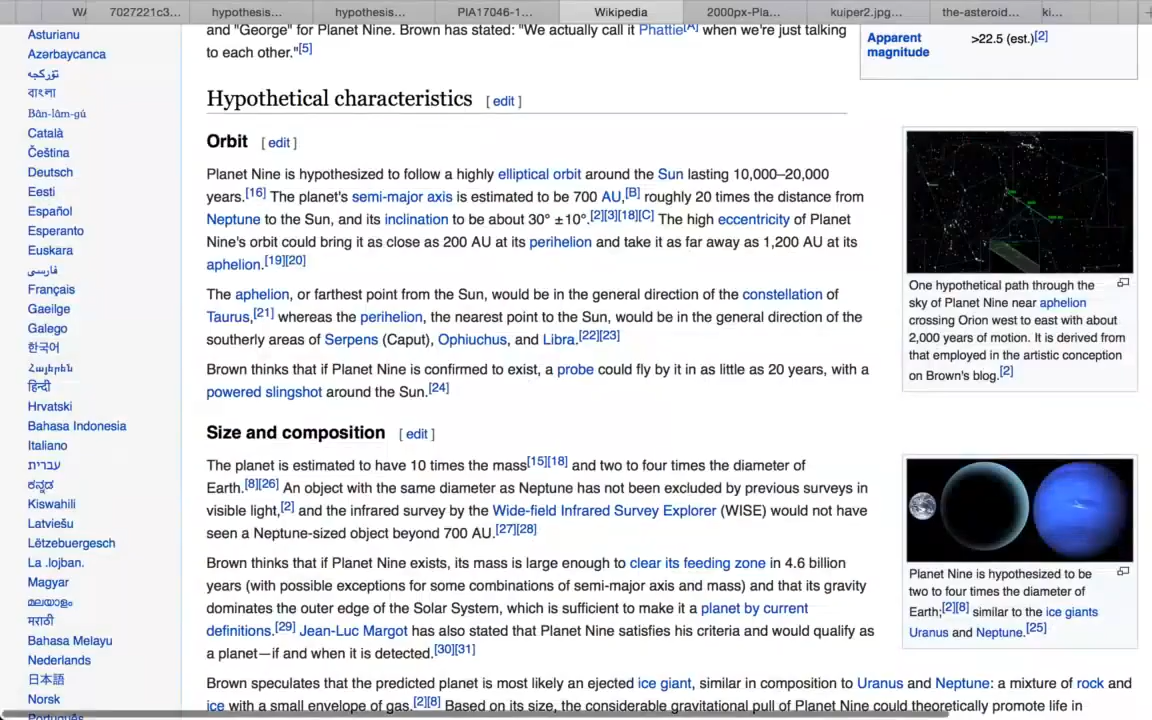 W/
7027221c3...
hypothesis...
hypothesis...
PIA17046-1...
Wikipedia
2000px-Pla...
kuiper2.jpg...
the-asteroid...
ki...
Asturianu
Azərbaycanca
تۆرکجه
বাংলা
Bân-lâm-gú
Català
Čeština
Deutsch
Eesti
Español
Esperanto
Euskara
فارسی
Français
Gaeilge
Galego
한국어
Հայերեն
हिन्दी
Hrvatski
Bahasa Indonesia
Italiano
עברית
ಕನ್ನಡ
Kiswahili
Latviešu
Lëtzebuergesch
La .lojban.
Magyar
മലയാളം
मराठी
Bahasa Melayu
Nederlands
日本語
Norsk
Português
and "George" for Planet Nine. Brown has stated: "We actually call it Phattie[A] when we're just talking
to each other."[5]
Hypothetical characteristics [ edit ]
Orbit [ edit ]
Planet Nine is hypothesized to follow a highly elliptical orbit around the Sun lasting 10,000–20,000
years.[16] The planet's semi-major axis is estimated to be 700 AU,[B] roughly 20 times the distance from
Neptune to the Sun, and its inclination to be about 30° ±10°.[2][3][18][C] The high eccentricity of Planet
Nine's orbit could bring it as close as 200 AU at its perihelion and take it as far away as 1,200 AU at its
aphelion.[19][20]
The aphelion, or farthest point from the Sun, would be in the general direction of the constellation of
Taurus,[21] whereas the perihelion, the nearest point to the Sun, would be in the general direction of the
southerly areas of Serpens (Caput), Ophiuchus, and Libra.[22][23]
Brown thinks that if Planet Nine is confirmed to exist, a probe could fly by it in as little as 20 years, with a
powered slingshot around the Sun.[24]
Size and composition [ edit ]
The planet is estimated to have 10 times the mass[15][18] and two to four times the diameter of
Earth.[8][26] An object with the same diameter as Neptune has not been excluded by previous surveys in
visible light,[2] and the infrared survey by the Wide-field Infrared Survey Explorer (WISE) would not have
seen a Neptune-sized object beyond 700 AU.[27][28]
Brown thinks that if Planet Nine exists, its mass is large enough to clear its feeding zone in 4.6 billion
years (with possible exceptions for some combinations of semi-major axis and mass) and that its gravity
dominates the outer edge of the Solar System, which is sufficient to make it a planet by current
definitions.[29] Jean-Luc Margot has also stated that Planet Nine satisfies his criteria and would qualify as
a planet—if and when it is detected.[30][31]
Brown speculates that the predicted planet is most likely an ejected ice giant, similar in composition to Uranus and Neptune: a mixture of rock and
ice with a small envelope of gas.[2][8] Based on its size, the considerable gravitational pull of Planet Nine could theoretically promote life in
Apparent
magnitude
>22.5 (est.)[2]
One hypothetical path through the
sky of Planet Nine near aphelion
crossing Orion west to east with about
2,000 years of motion. It is derived from
that employed in the artistic conception
on Brown's blog.[2]
Planet Nine is hypothesized to be
two to four times the diameter of
Earth;[2][8] similar to the ice giants
Uranus and Neptune.[25]